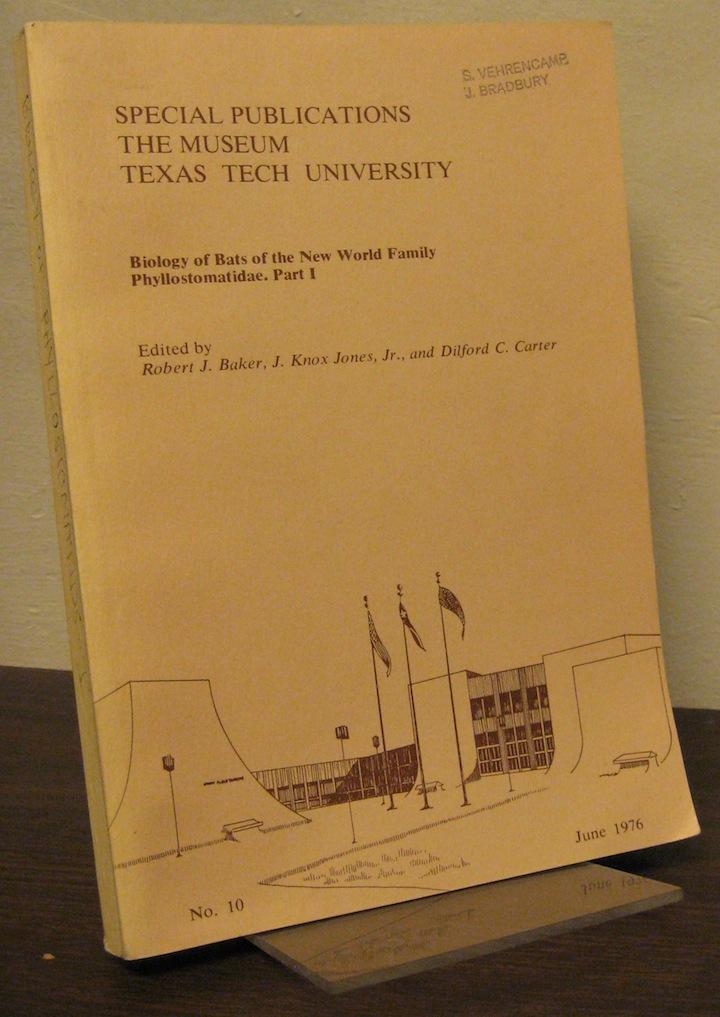 S. VEHRENCAMP
J. BRADBURY
SPECIAL PUBLICATIONS
THE MUSEUM
TEXAS TECH UNIVERSITY
Biology of Bats of the New World Family
Phyllostomatidae. Part I
Edited by
Robert J. Baker, J. Knox Jones, Jr., and Dilford C. Carter
June 1976
No. 10